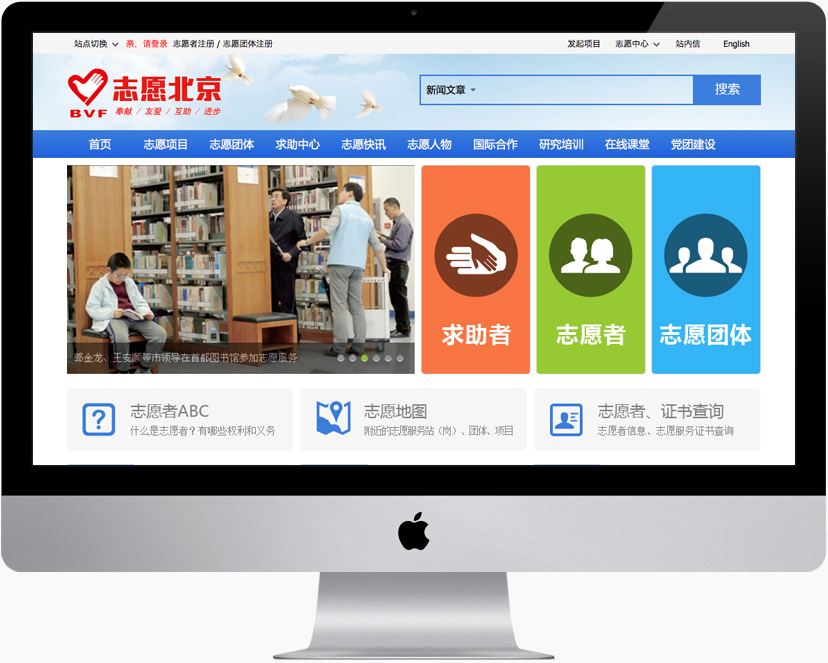 站点切换 亲，请登录 志愿者注册 / 志愿团体注册 发起项目 志愿中心 站内信 English
志愿北京
BVF 奉献 / 友爱 / 互助 / 进步
新闻文章 搜索
首页 志愿项目 志愿团体 求助中心 志愿快讯 志愿人物 国际合作 研究培训 在线课堂 党团建设
求助者 志愿者 志愿团体
郭金龙、王安顺等市领导在首都图书馆参加志愿服务
志愿者ABC 志愿地图 志愿者、证书查询
什么是志愿者？有哪些权利和义务 附近的志愿服务站（岗）、团体、项目 志愿者信息、志愿服务证书查询